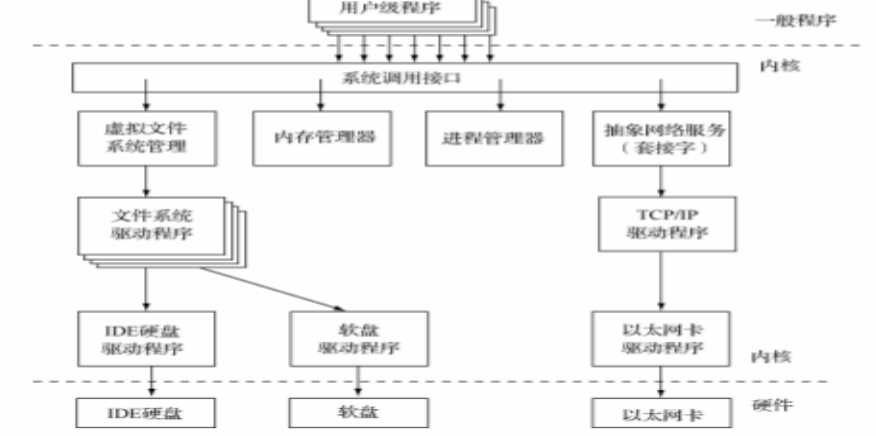 用户级程序
一般程序
内核
系统调用接口
虚拟文件
系统管理
内存管理器
进程管理器
抽象网络服务
（套接字）
文件系统
驱动程序
TCP/IP
驱动程序
IDE硬盘
驱动程序
软盘
驱动程序
以太网卡
驱动程序
内核
IDE硬盘
软盘
以太网卡
硬件